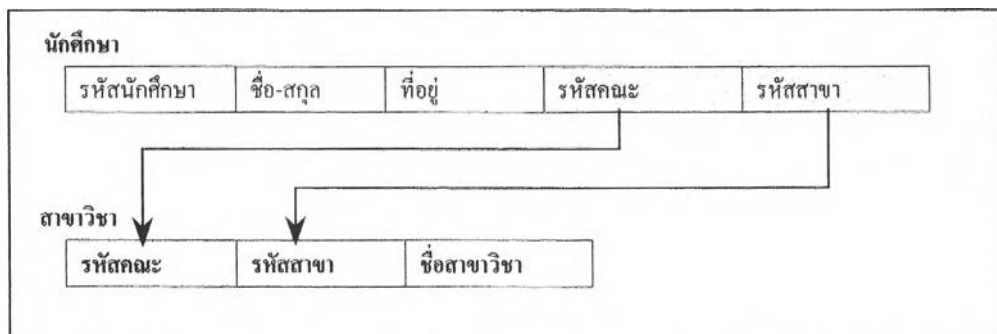 นักศึกษา
รหัสนักศึกษา ชื่อ-สกุล ที่อยู่ รหัสคณะ รหัสสาขา
สาขาวิชา
รหัสคณะ รหัสสาขา ชื่อสาขาวิชา